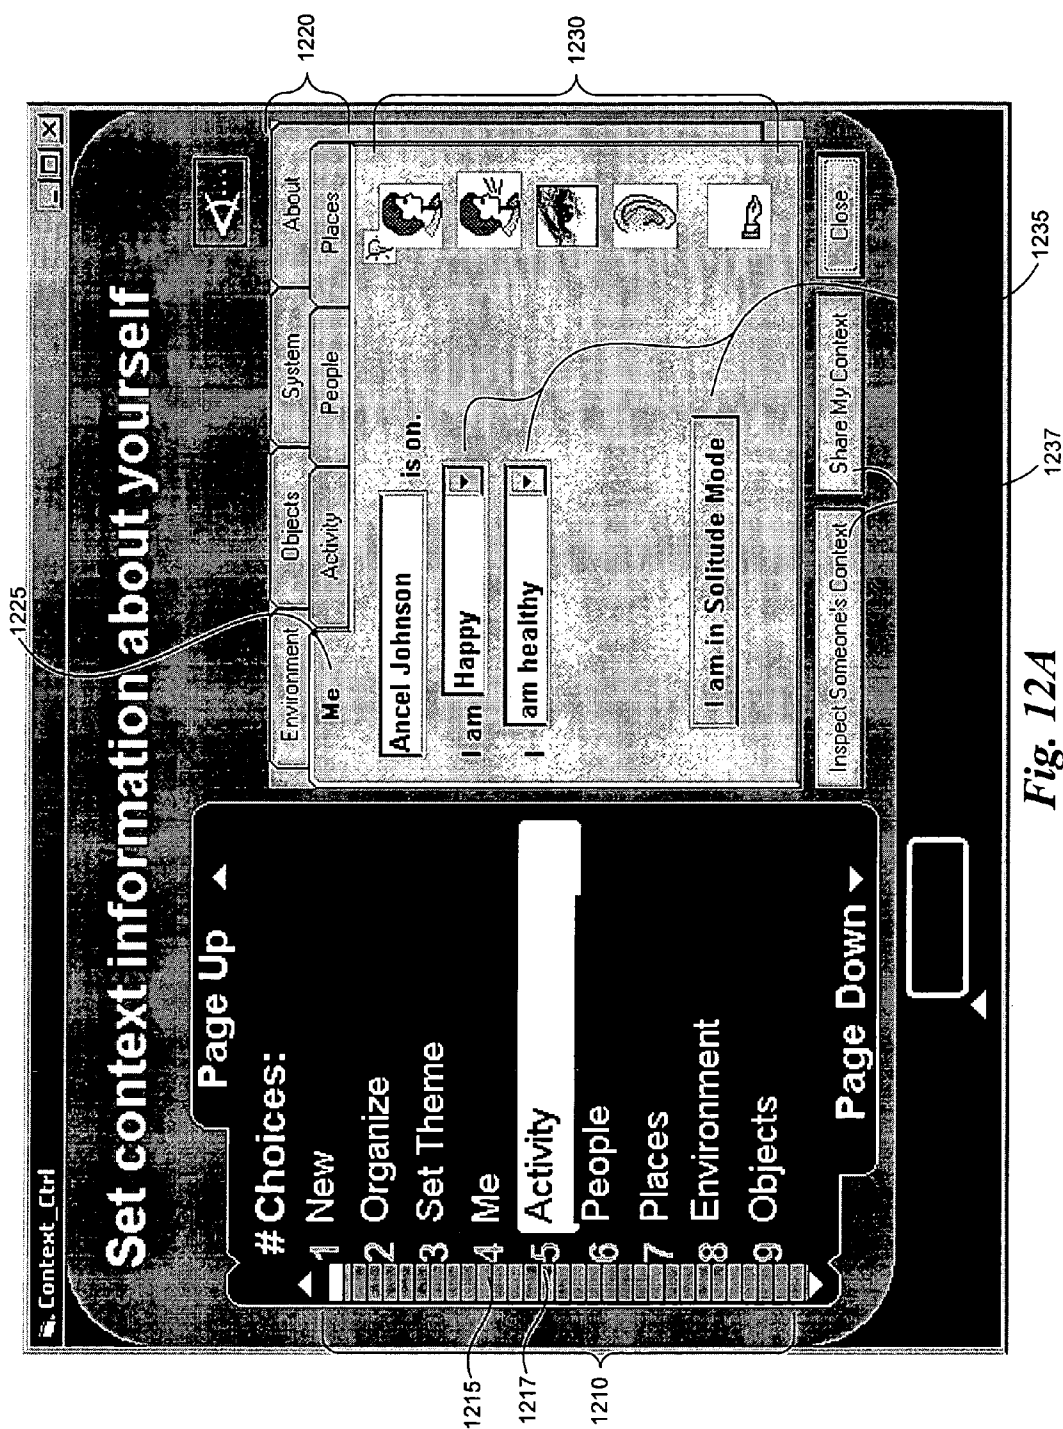 1225
1220
1230
Context_Ctrl
Set context information about yourself
Page Up
# Choices:
1 New
2 Organize
3 Set Theme
4 Me
5 Activity
6 People
7 Places
8 Environment
9 Objects
Page Down
Environment Objects System About
Me Activity People Places
Ancel Johnson is on.
I am Happy
I am healthy
I am in Solitude Mode
Inspect Someone's Context Share My Context Close
1215
1217
1210
1237
1235
Fig. 12A